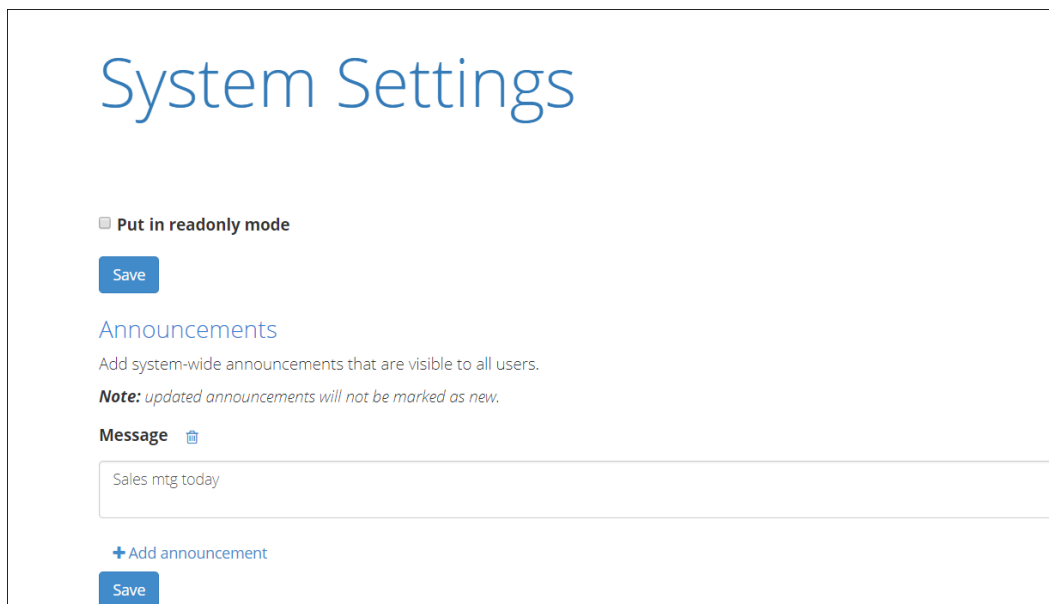 System Settings
Put in readonly mode
Save
Announcements
Add system-wide announcements that are visible to all users.
Note: updated announcements will not be marked as new.
Message
Sales mtg today
Add announcement
Save